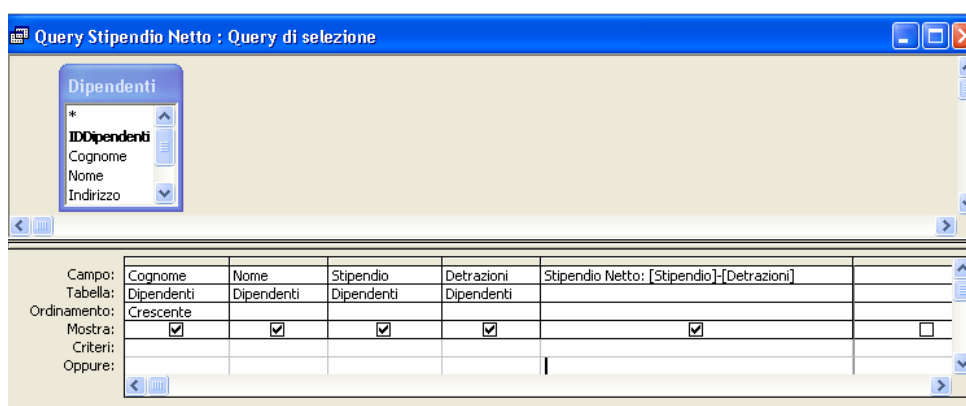 Query Stipendio Netto : Query di selezione
Dipendenti
*
IDDipendenti
Cognome
Nome
Indirizzo
Campo: Cognome Nome Stipendio Detrazioni Stipendio Netto: [Stipendio]-[Detrazioni]
Tabella: Dipendenti Dipendenti Dipendenti Dipendenti
Ordinamento: Crescente
Mostra:
Criteri:
Oppure: